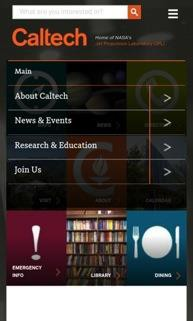 What are you interested in?
Caltech
Home of NASA's
Jet Propulsion Laboratory (JPL)
Main
About Caltech
News & Events
NEWS
Research & Education
Join Us
VISIT
ABOUT
CALENDAR
EMERGENCY
INFO
LIBRARY
DINING